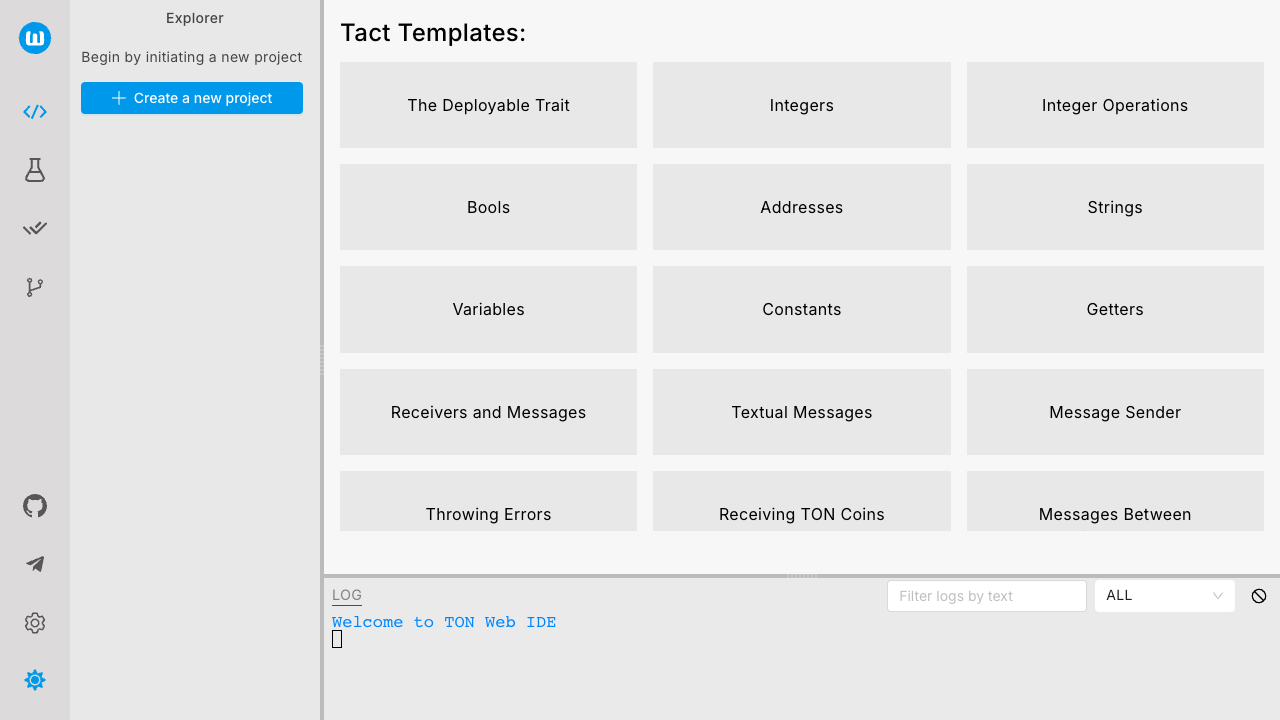 Explorer
Begin by initiating a new project
Create a new project
Tact Templates:
The Deployable Trait
Integers
Integer Operations
Bools
Addresses
Strings
Variables
Constants
Getters
Receivers and Messages
Textual Messages
Message Sender
Throwing Errors
Receiving TON Coins
Messages Between
LOG
Filter logs by text
ALL
Welcome to TON Web IDE